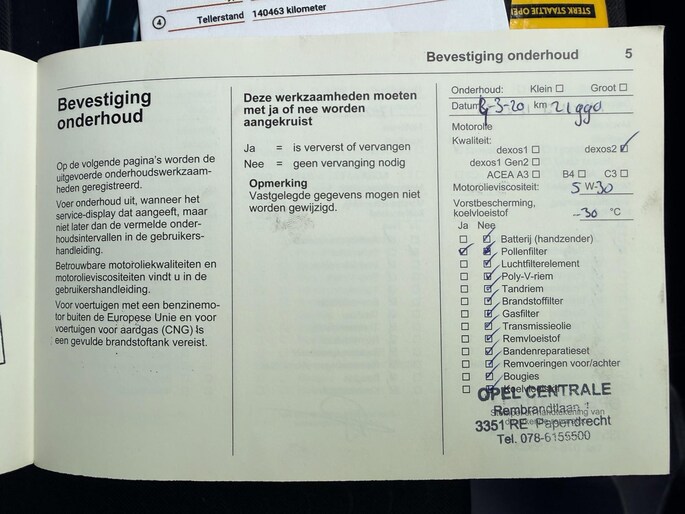 STERK STAALTJE OPEL
4 Tellerstand 140463 kilometer
Bevestiging onderhoud 5
Bevestiging
onderhoud
Op de volgende pagina's worden de
uitgevoerde onderhoudswerkzaam-
heden geregistreerd.
Voer onderhoud uit, wanneer het
service-display dat aangeeft, maar
niet later dan de vermelde onder-
houdsintervallen in de gebruikers-
handleiding.
Betrouwbare motoroliekwaliteiten en
motorolieviscositeiten vindt u in de
gebruikershandleiding.
Voor voertuigen met een benzinemo-
tor buiten de Europese Unie en voor
voertuigen voor aardgas (CNG) is
een gevulde brandstoftank vereist.
Deze werkzaamheden moeten
met ja of nee worden
aangekruist
Ja = is ververst of vervangen
Nee = geen vervanging nodig
Opmerking
Vastgelegde gegevens mogen niet
worden gewijzigd.
Onderhoud: Klein Groot
Datum -3-20 km
Motorolie
Kwaliteit:
dexos1 dexos2
dexos1 Gen2
ACEA A3 B4 C3
Motorolieviscositeit: 5 W-30
Vorstbescherming,
koelvloeistof -30 °C
Ja Nee
Batterij (handzender)
Pollenfilter
Luchtfilterelement
Poly-V-riem
Tandriem
Brandstoffilter
Gasfilter
Transmissieolie
Remvloeistof
Bandenreparatieset
Remvoeringen voor/achter
Bougies
Koelvloeistof
OPEL CENTRALE
Rembrandtlaan 1
3351 RE Papendrecht
Tel. 078-6155500